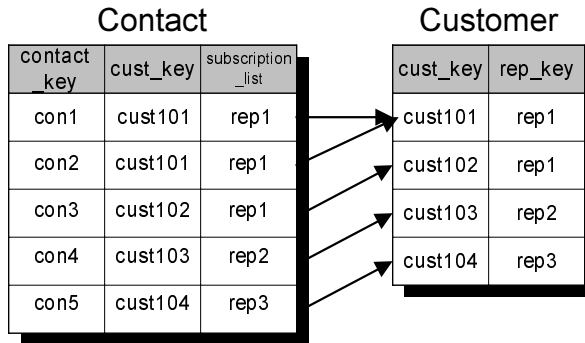 Contact
contact
_key cust_key subscription
_list
con1 cust101 rep1
con2 cust101 rep1
con3 cust102 rep1
con4 cust103 rep2
con5 cust104 rep3
Customer
cust_key rep_key
cust101 rep1
cust102 rep1
cust103 rep2
cust104 rep3